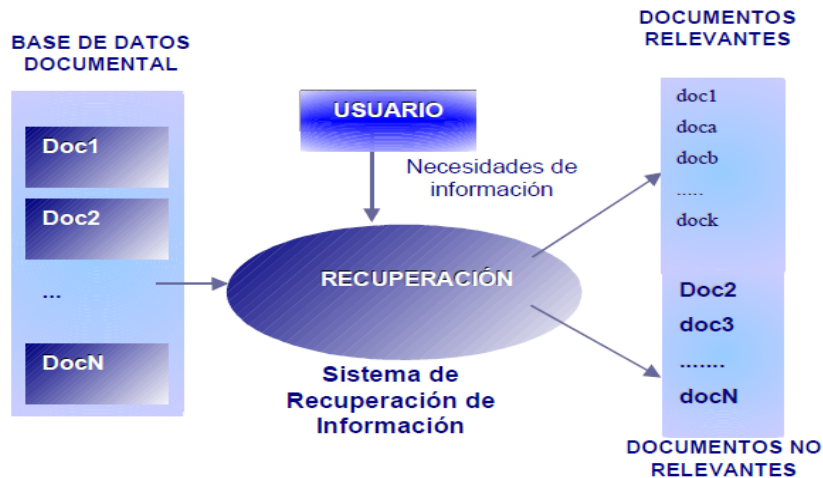 BASE DE DATOS
DOCUMENTAL
Doc1
Doc2
...
DocN
USUARIO
Necesidades de
información
RECUPERACIÓN
Sistema de
Recuperación de
Información
DOCUMENTOS
RELEVANTES
doc1
doca
docb
.....
dock
Doc2
doc3
.......
docN
DOCUMENTOS NO
RELEVANTES